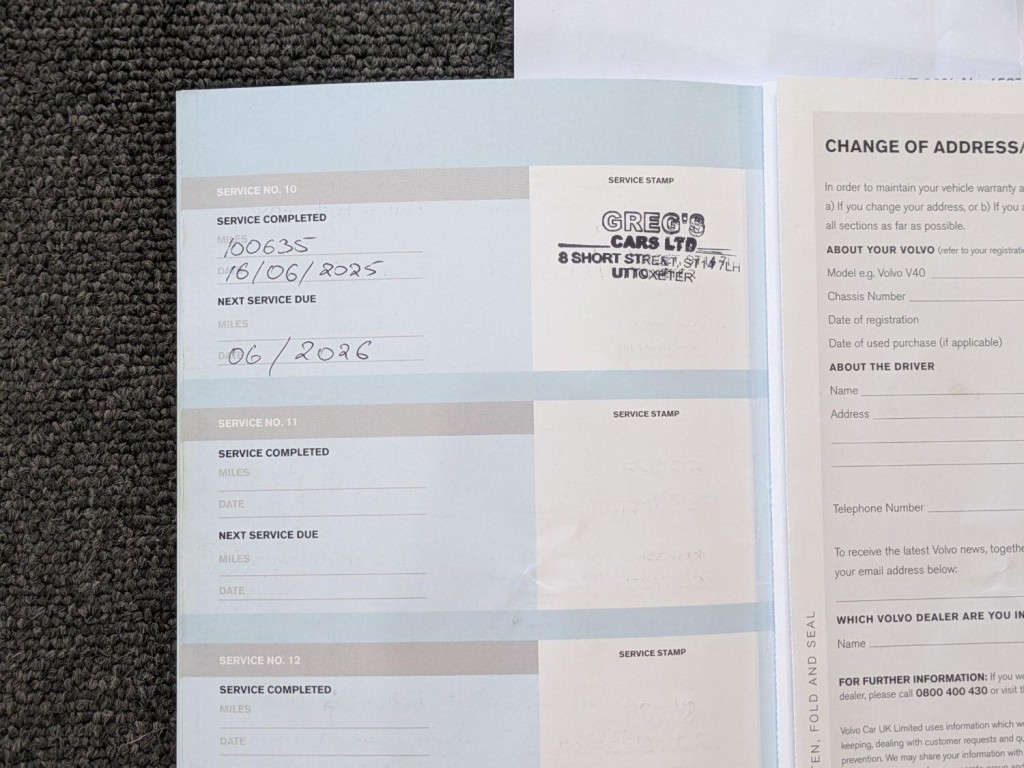 SERVICE NO. 10
SERVICE STAMP
SERVICE COMPLETED
MILES
100635
DATE
16/06/2025
GREG'S
CARS LTD
8 SHORT STREET, ST14 7LH
UTTOXETER
NEXT SERVICE DUE
MILES
DATE
06/2026
SERVICE NO. 11
SERVICE STAMP
SERVICE COMPLETED
MILES
DATE
NEXT SERVICE DUE
MILES
DATE
SERVICE NO. 12
SERVICE STAMP
SERVICE COMPLETED
MILES
DATE
CHANGE OF ADDRESS/
In order to maintain your vehicle warranty a
a) If you change your address, or b) If you
all sections as far as possible.
ABOUT YOUR VOLVO (refer to your registrati
Model e.g. Volvo V40
Chassis Number
Date of registration
Date of used purchase (if applicable)
ABOUT THE DRIVER
Name
Address
Telephone Number
To receive the latest Volvo news, togethe
your email address below:
WHICH VOLVO DEALER ARE YOU IN
Name
FOR FURTHER INFORMATION: If you
dealer, please call 0800 400 430 or visit
Volvo Car UK Limited uses information which
keeping, dealing with customer requests and
prevention. We may share your information with
EN, FOLD AND SEAL